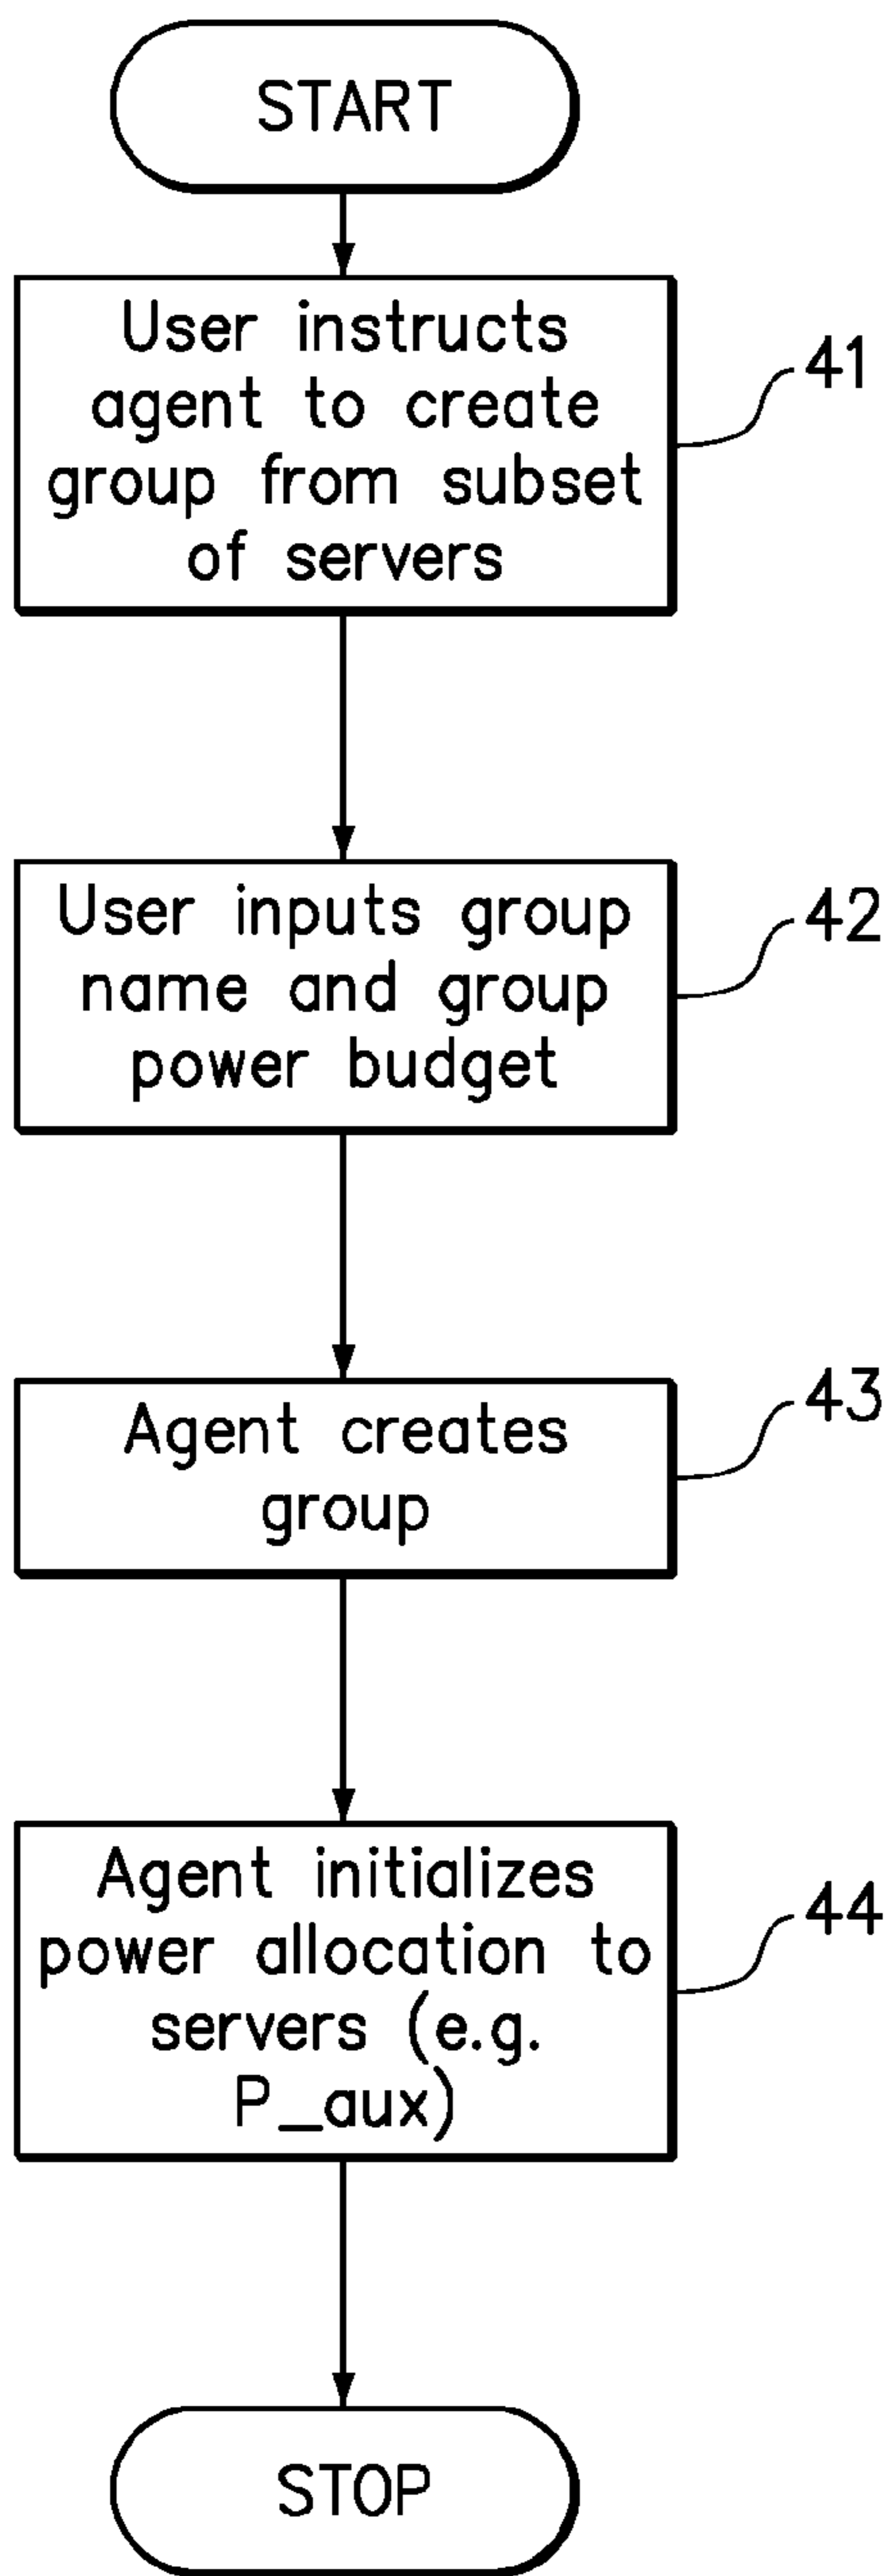 START
User instructs
agent to create
group from subset
of servers
41
User inputs group
name and group
power budget
42
Agent creates
group
43
Agent initializes
power allocation to
servers (e.g.
P_aux)
44
STOP